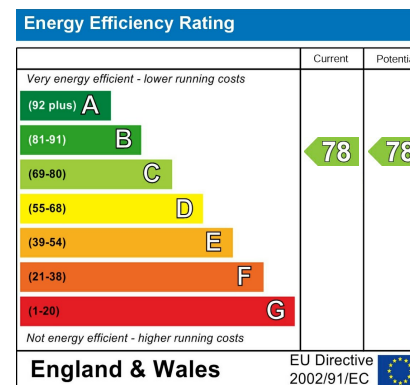 Energy Efficiency Rating
Current Potenti
Very energy efficient - lower running costs
(92 plus) A
(81-91) B
(69-80) C
(55-68) D
(39-54) E
(21-38) F
(1-20) G
78 78
Not energy efficient - higher running costs
England & Wales
EU Directive
2002/91/EC